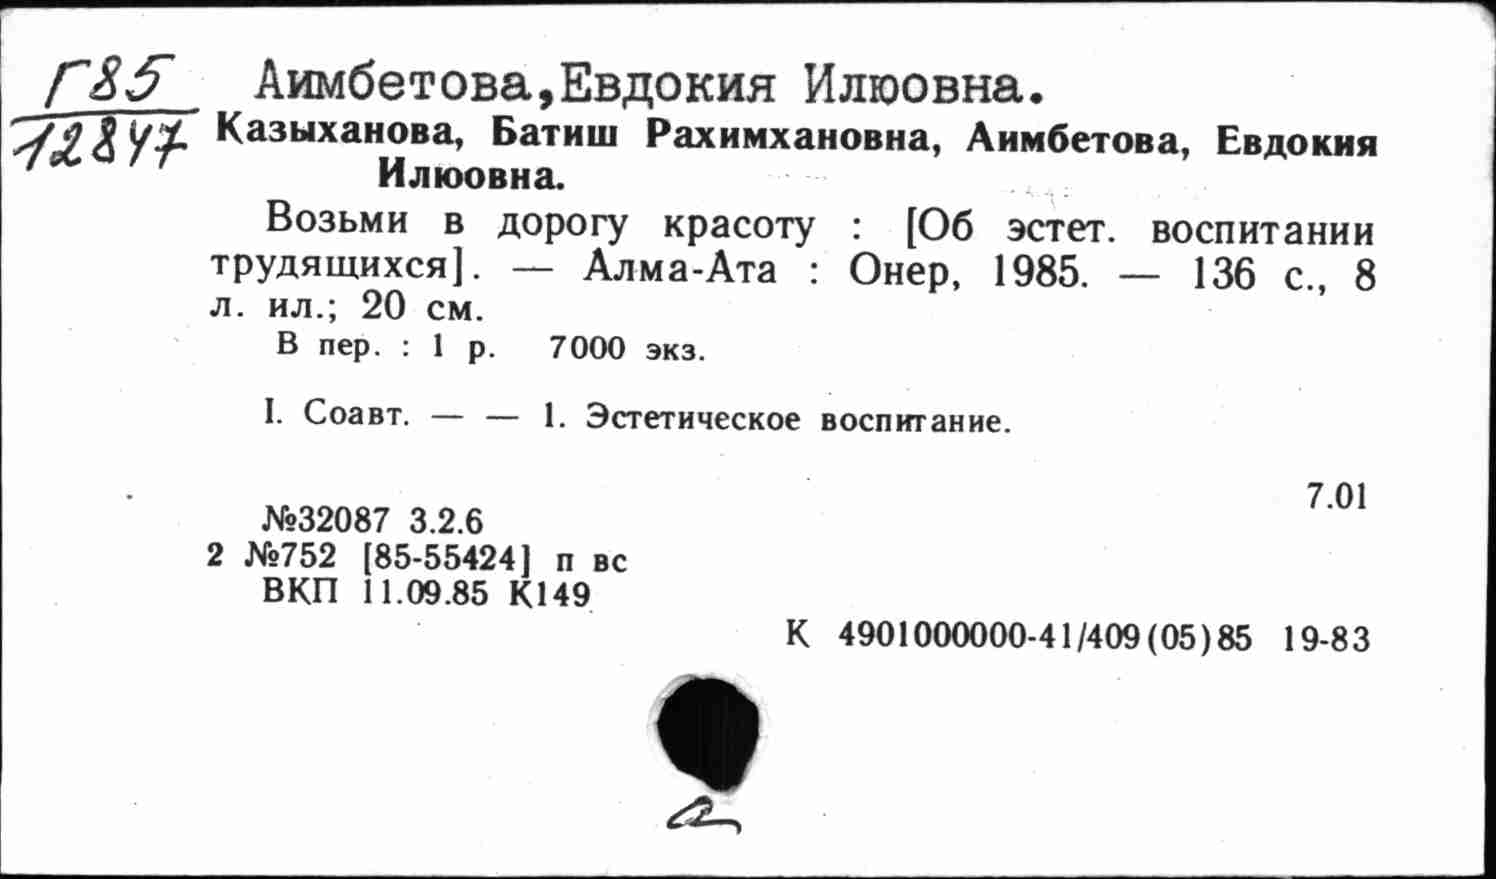 Г85
12847
Аимбетова,Евдокия Илюовна.
Казыханова, Батиш Рахимхановна, Аимбетова, Евдокия
Илюовна.
Возьми в дорогу красоту : [Об эстет. воспитании
трудящихся]. — Алма-Ата : Онер, 1985. — 136 с., 8
л. ил.; 20 см.
В пер. : 1 р. 7000 экз.
I. Соавт. — — 1. Эстетическое воспитание.
7.01
№32087 3.2.6
2 №752 [85-55424] п вс
ВКП 11.09.85 К149
К 4901000000-41/409(05)85 19-83
а